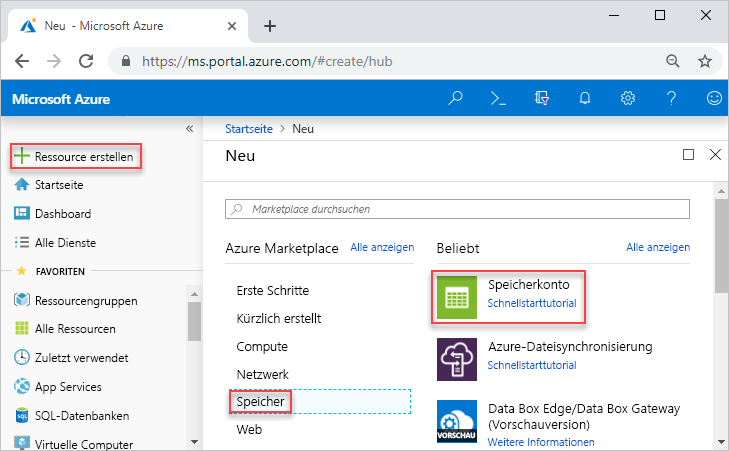 Neu - Microsoft Azure
https://ms.portal.azure.com/#create/hub
Microsoft Azure
Ressource erstellen
Startseite
Dashboard
Alle Dienste
FAVORITEN
Ressourcengruppen
Alle Ressourcen
Zuletzt verwendet
App Services
SQL-Datenbanken
Virtuelle Computer
Startseite > Neu
Neu
Marketplace durchsuchen
Azure Marketplace Alle anzeigen
Erste Schritte
Kürzlich erstellt
Compute
Netzwerk
Speicher
Web
Beliebt Alle anzeigen
Speicherkonto
Schnellstarttutorial
Azure-Dateisynchronisierung
Schnellstarttutorial
VORSCHAU
Data Box Edge/Data Box Gateway
(Vorschauversion)
Weitere Informationen